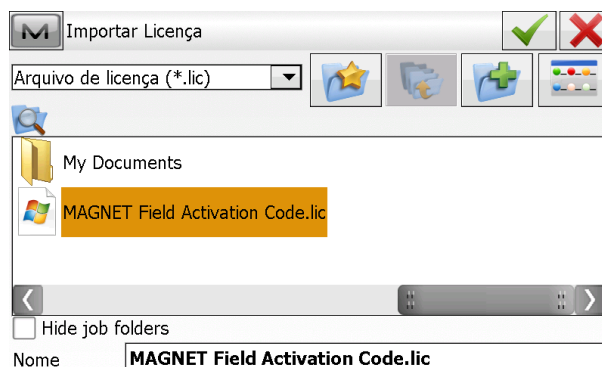 Importar Licença
Arquivo de licença (*.lic)
My Documents
MAGNET Field Activation Code.lic
Hide job folders
Nome MAGNET Field Activation Code.lic